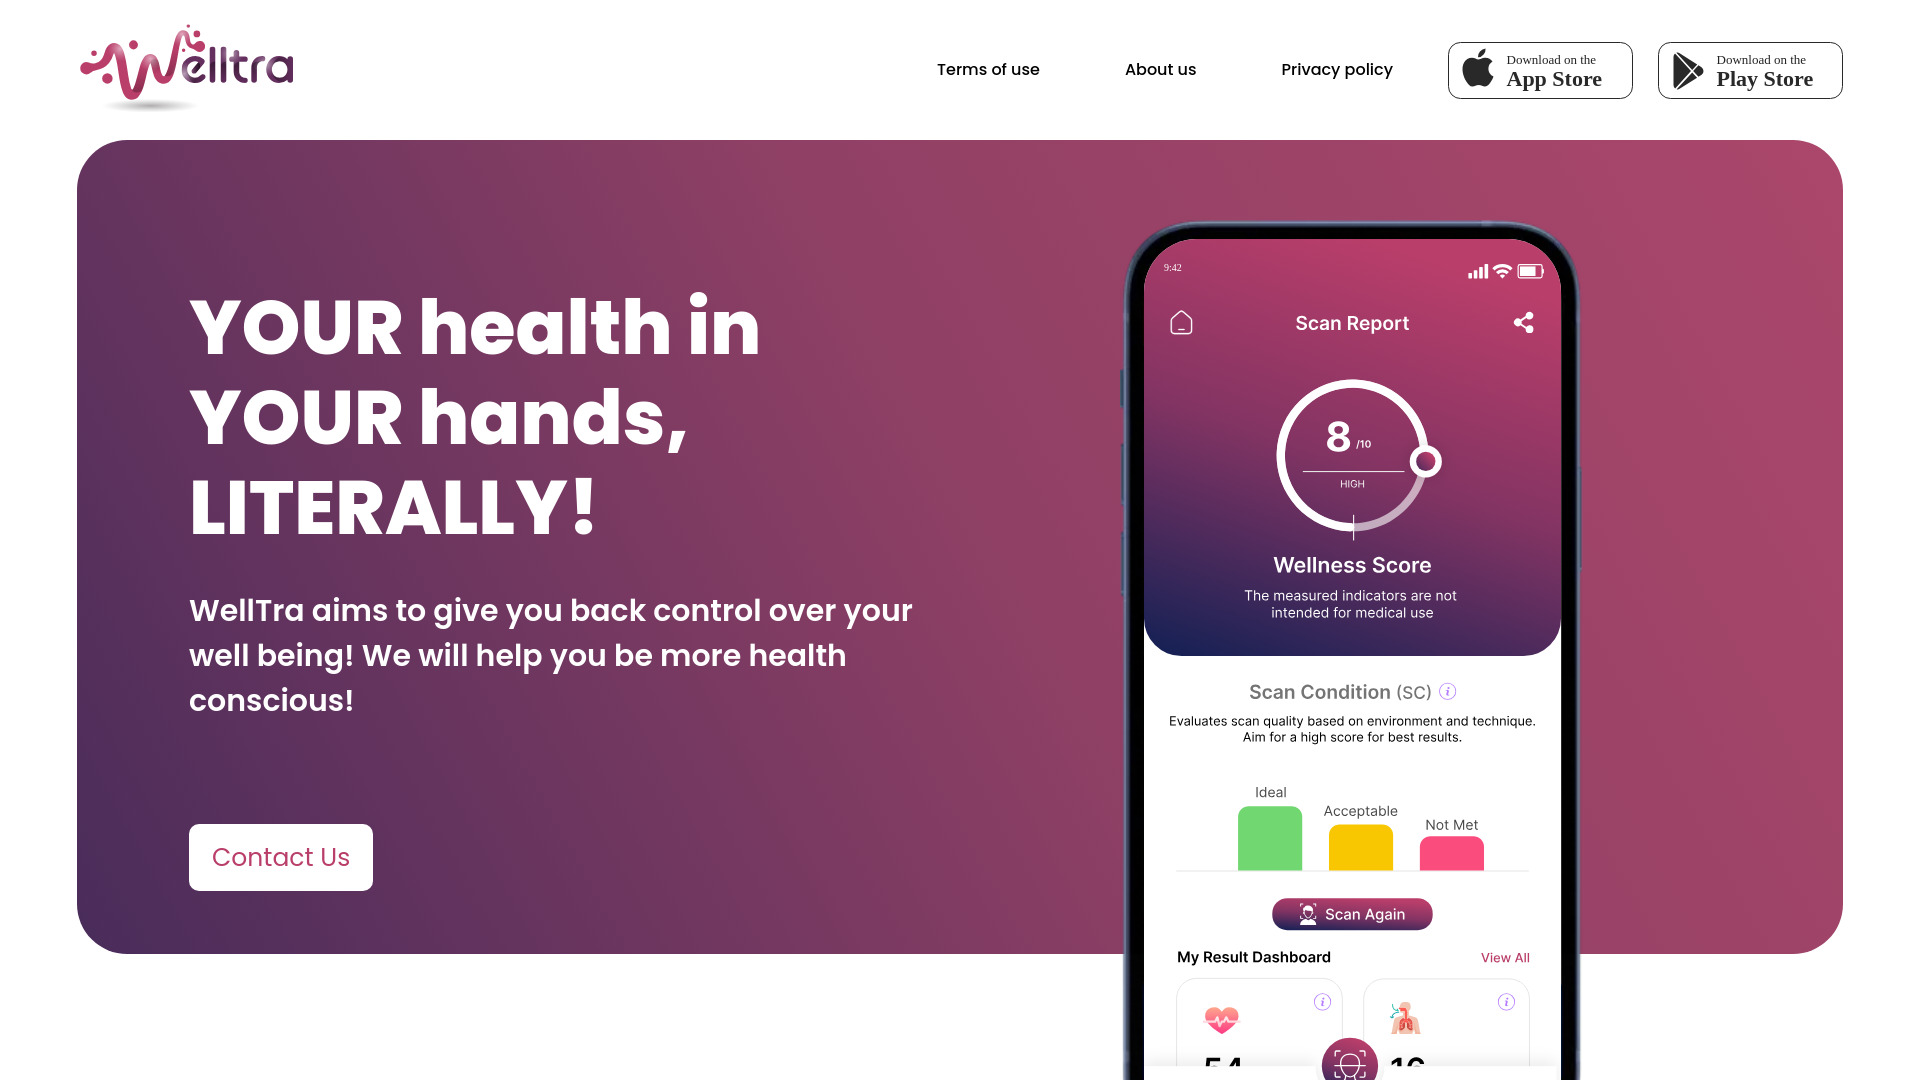 Welltra
Terms of use
About us
Privacy policy
Download on the
App Store
Download on the
Play Store
YOUR health in
YOUR hands,
LITERALLY!
WellTra aims to give you back control over your
well being! We will help you be more health
conscious!
Contact Us
9:42
Scan Report
8 /10
HIGH
Wellness Score
The measured indicators are not
intended for medical use
Scan Condition (SC)
Evaluates scan quality based on environment and technique.
Aim for a high score for best results.
Ideal
Acceptable
Not Met
Scan Again
My Result Dashboard
View All